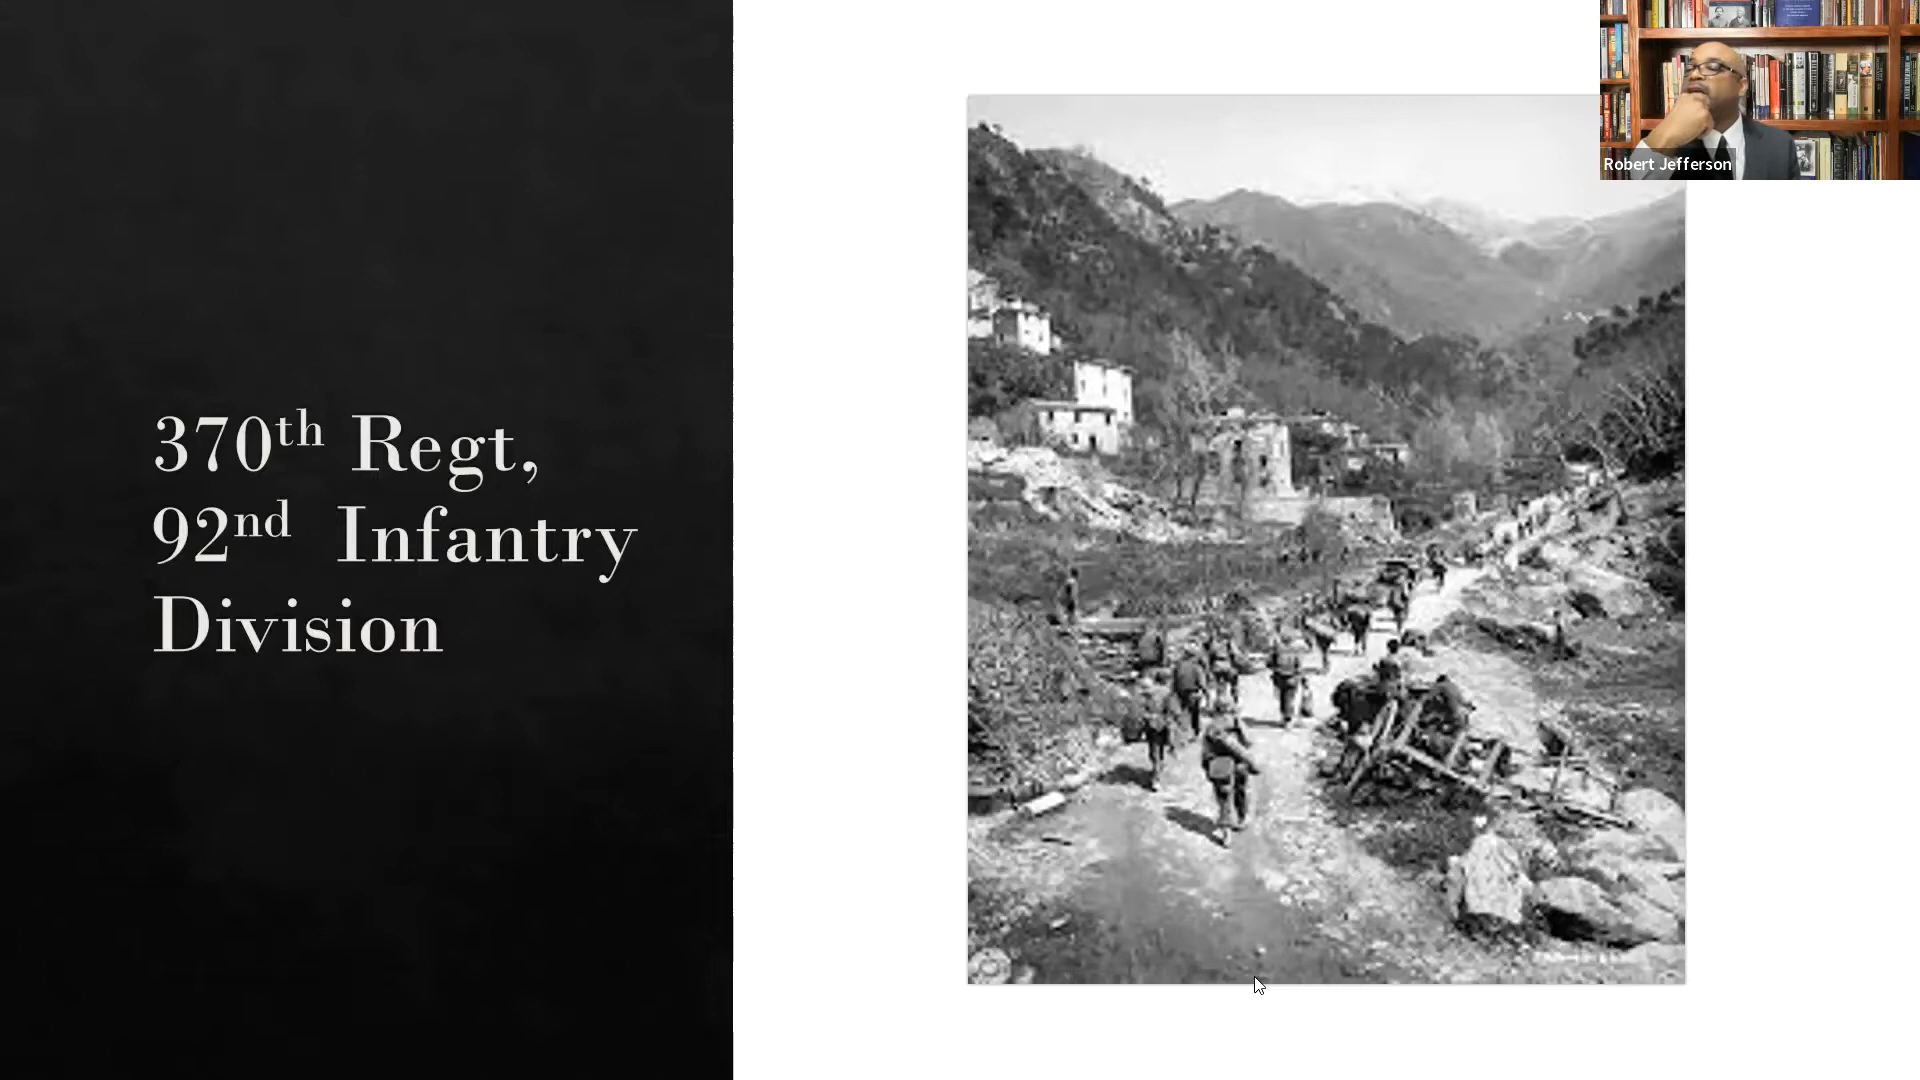 370th Regt,
92nd Infantry
Division
Robert Jefferson